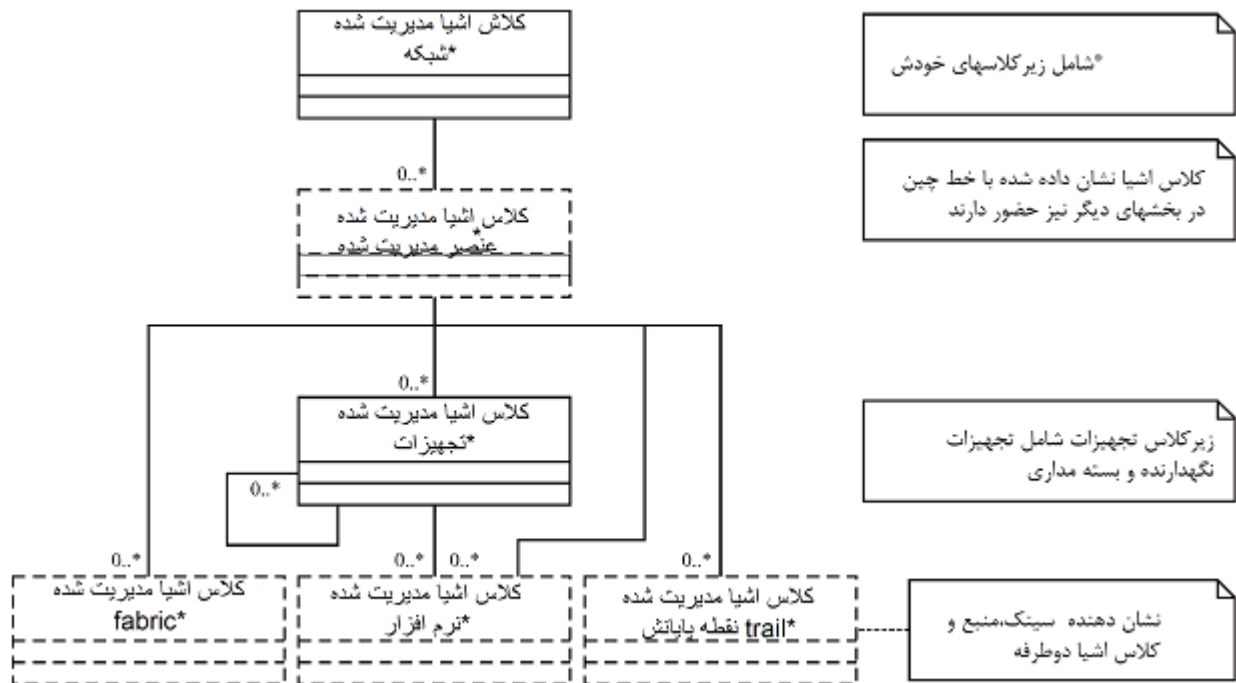 کلاش اشیا مدیریت شده
شبکه*
*شامل زیرکلاسهای خودش
0..*
کلاس اشیا مدیریت شده
عنصر مدیریت شده*
کلاس اشیا نشان داده شده با خط چین
در بخشهای دیگر نیز حضور دارند
0..*
کلاس اشیا مدیریت شده
تجهیزات*
زیرکلاس تجهیزات شامل تجهیزات
نگهدارنده و بسته مداری
0..*
0..*
0..*
0..*
0..*
کلاس اشیا مدیریت شده
fabric*
کلاس اشیا مدیریت شده
نرم افزار*
کلاس اشیا مدیریت شده
نقطه پایانش trail*
نشان دهنده سینک،منبع و
کلاس اشیا دوطرفه